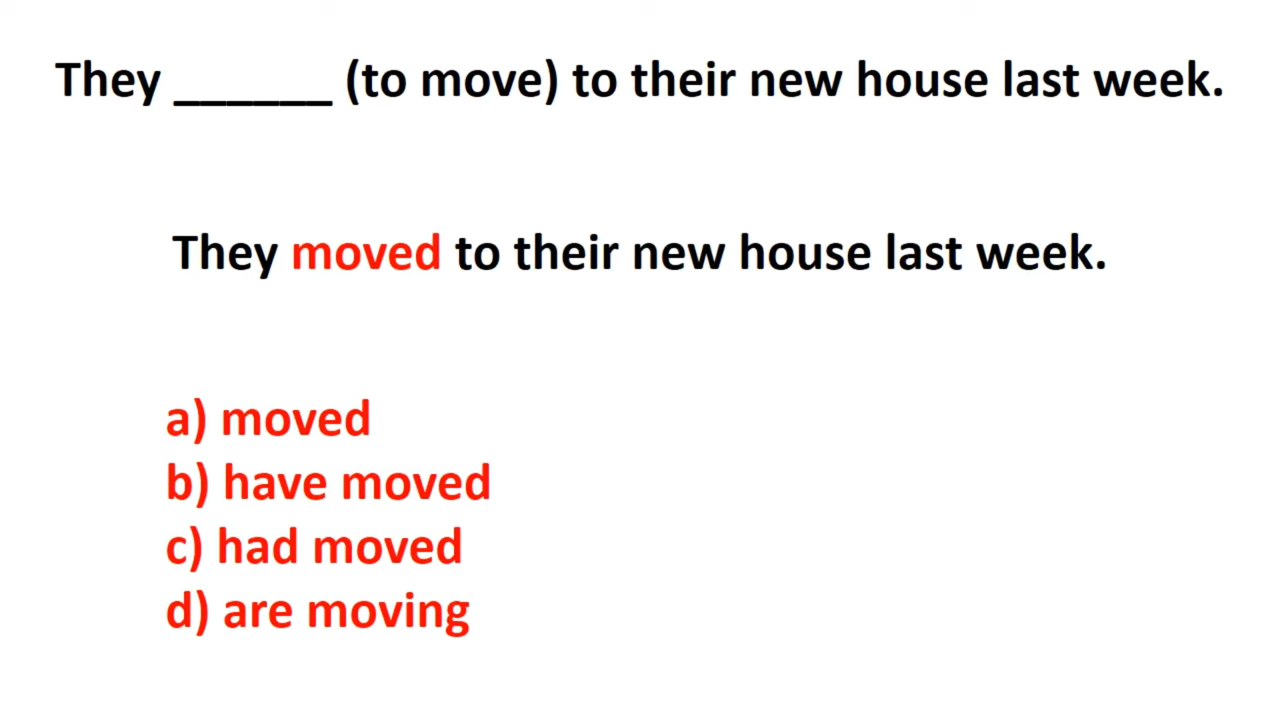 They ______ (to move) to their new house last week.
They moved to their new house last week.
a) moved
b) have moved
c) had moved
d) are moving